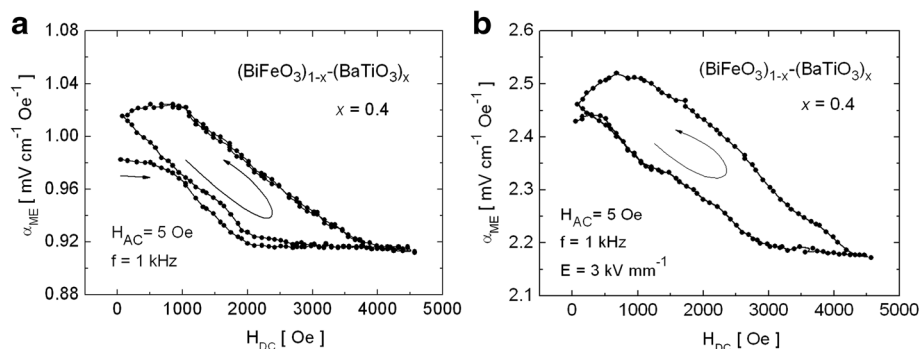 a
1.08
1.04
1.00
0.96
0.92
0.88
α_ME [ mV cm⁻¹ Oe⁻¹ ]
(BiFeO₃)₁₋ₓ-(BaTiO₃)ₓ
x = 0.4
H_AC = 5 Oe
f = 1 kHz
0 1000 2000 3000 4000 5000
H_DC [ Oe ]
b
2.6
2.5
2.4
2.3
2.2
2.1
α_ME [ mV cm⁻¹ Oe⁻¹ ]
(BiFeO₃)₁₋ₓ-(BaTiO₃)ₓ
x = 0.4
H_AC = 5 Oe
f = 1 kHz
E = 3 kV mm⁻¹
0 1000 2000 3000 4000 5000
H_DC [ Oe ]